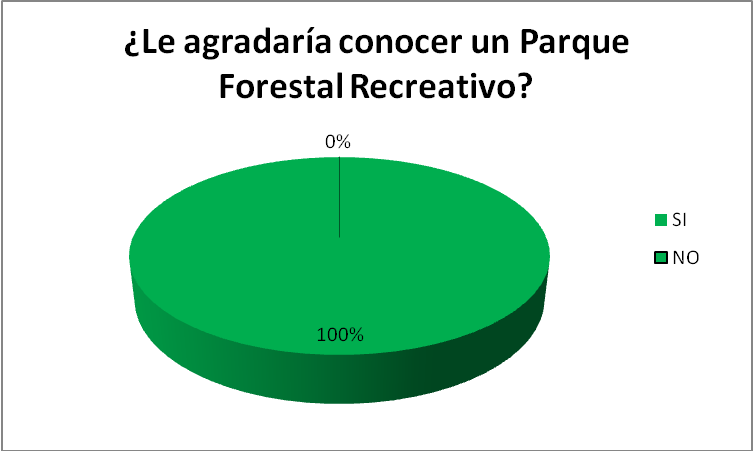 ¿Le agradaría conocer un Parque
Forestal Recreativo?
0%
SI
NO
100%